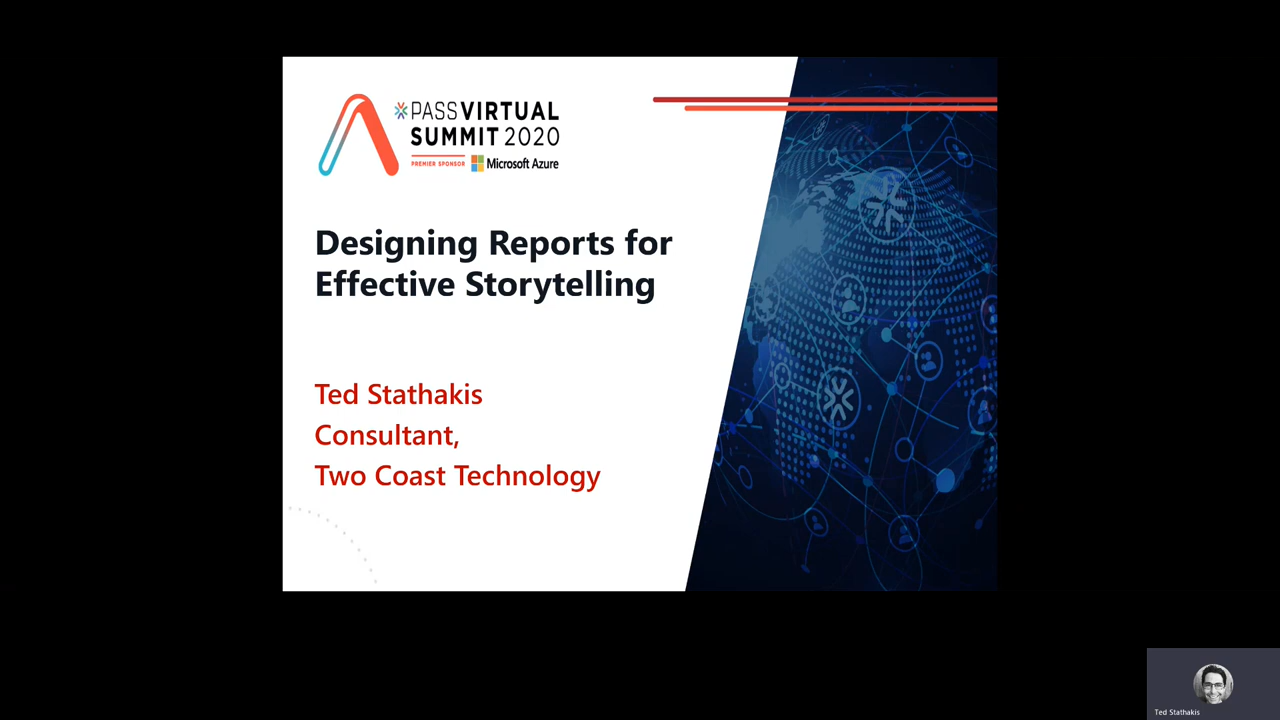 PASS VIRTUAL
SUMMIT 2020
PREMIER SPONSOR Microsoft Azure
Designing Reports for
Effective Storytelling
Ted Stathakis
Consultant,
Two Coast Technology
Ted Stathakis